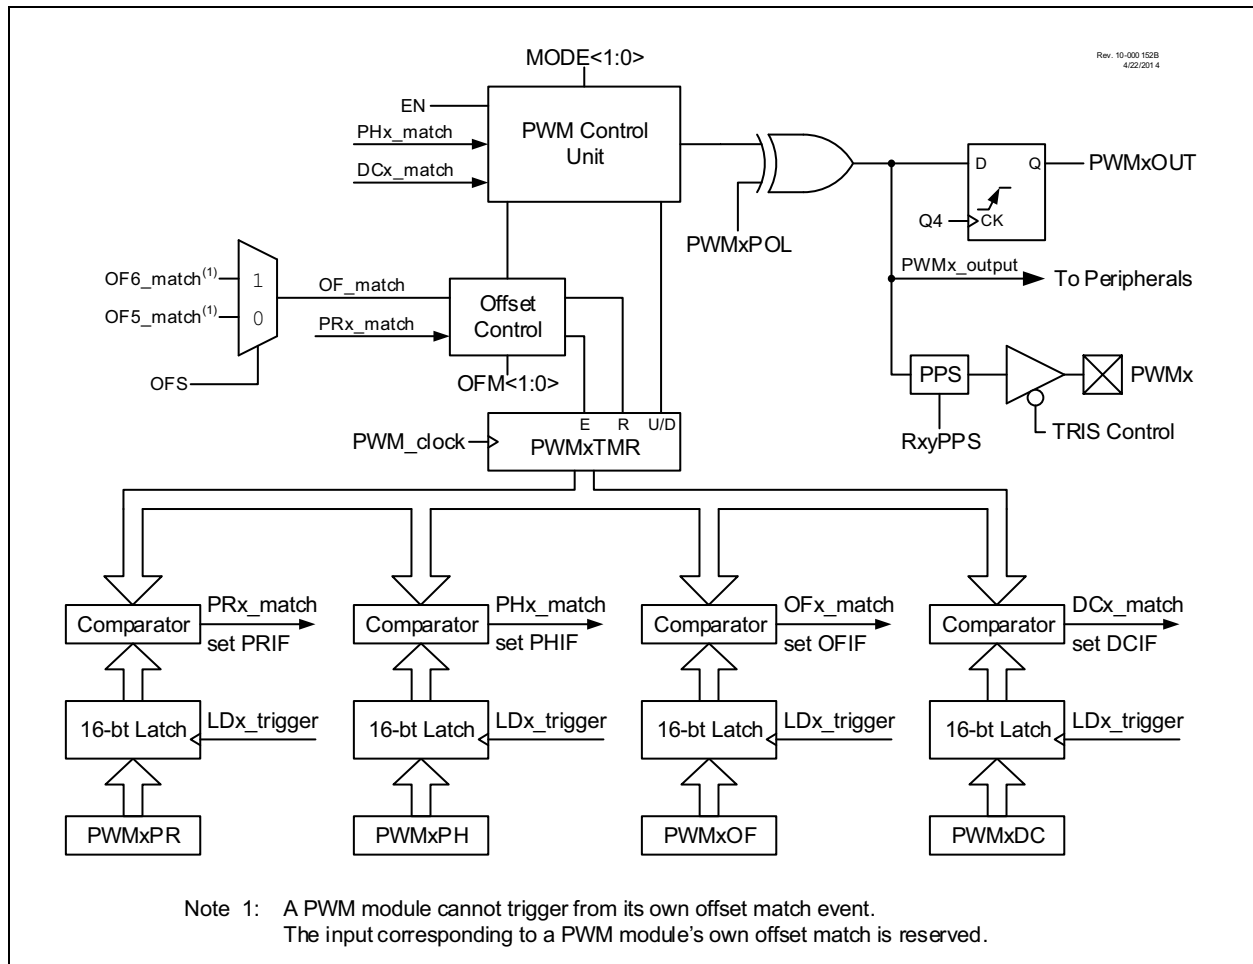 Rev. 10-000 152B
4/22/201 4
MODE<1:0>
EN
PHx_match
DCx_match
PWM Control
Unit
PWMxPOL
D
Q
Q4
CK
PWMxOUT
PWMx_output
To Peripherals
OF6_match(1)
OF5_match(1)
1
0
OFS
OF_match
PRx_match
Offset
Control
OFM<1:0>
PPS
RxyPPS
PWMx
TRIS Control
E
R
U/D
PWM_clock
PWMxTMR
Comparator
PRx_match
set PRIF
Comparator
PHx_match
set PHIF
Comparator
OFx_match
set OFIF
Comparator
DCx_match
set DCIF
16-bt Latch
LDx_trigger
16-bt Latch
LDx_trigger
16-bt Latch
LDx_trigger
16-bt Latch
LDx_trigger
PWMxPR
PWMxPH
PWMxOF
PWMxDC
Note 1: A PWM module cannot trigger from its own offset match event.
The input corresponding to a PWM module's own offset match is reserved.